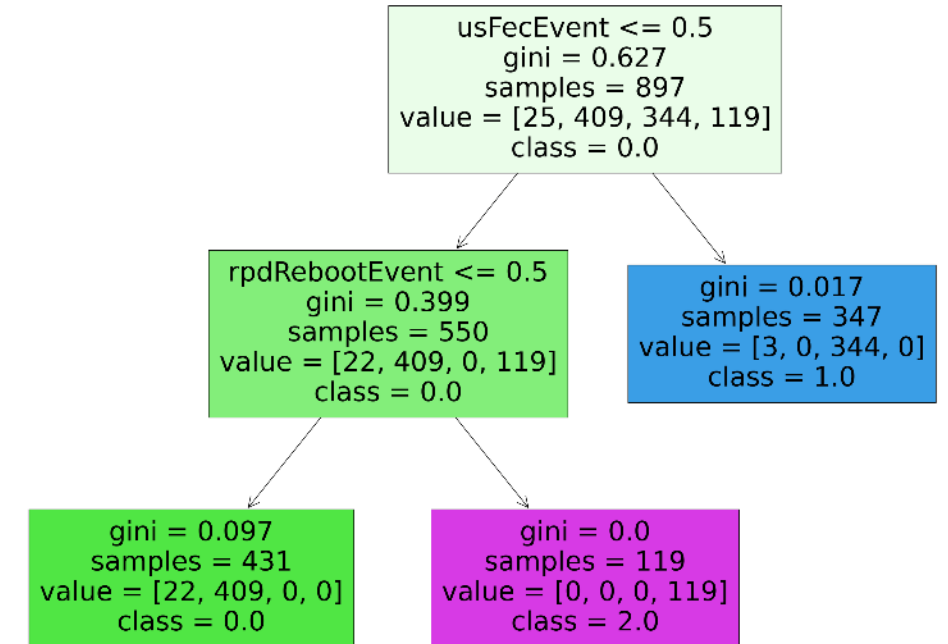 usFecEvent <= 0.5
gini = 0.627
samples = 897
value = [25, 409, 344, 119]
class = 0.0
rpdRebootEvent <= 0.5
gini = 0.399
samples = 550
value = [22, 409, 0, 119]
class = 0.0
gini = 0.017
samples = 347
value = [3, 0, 344, 0]
class = 1.0
gini = 0.097
samples = 431
value = [22, 409, 0, 0]
class = 0.0
gini = 0.0
samples = 119
value = [0, 0, 0, 119]
class = 2.0